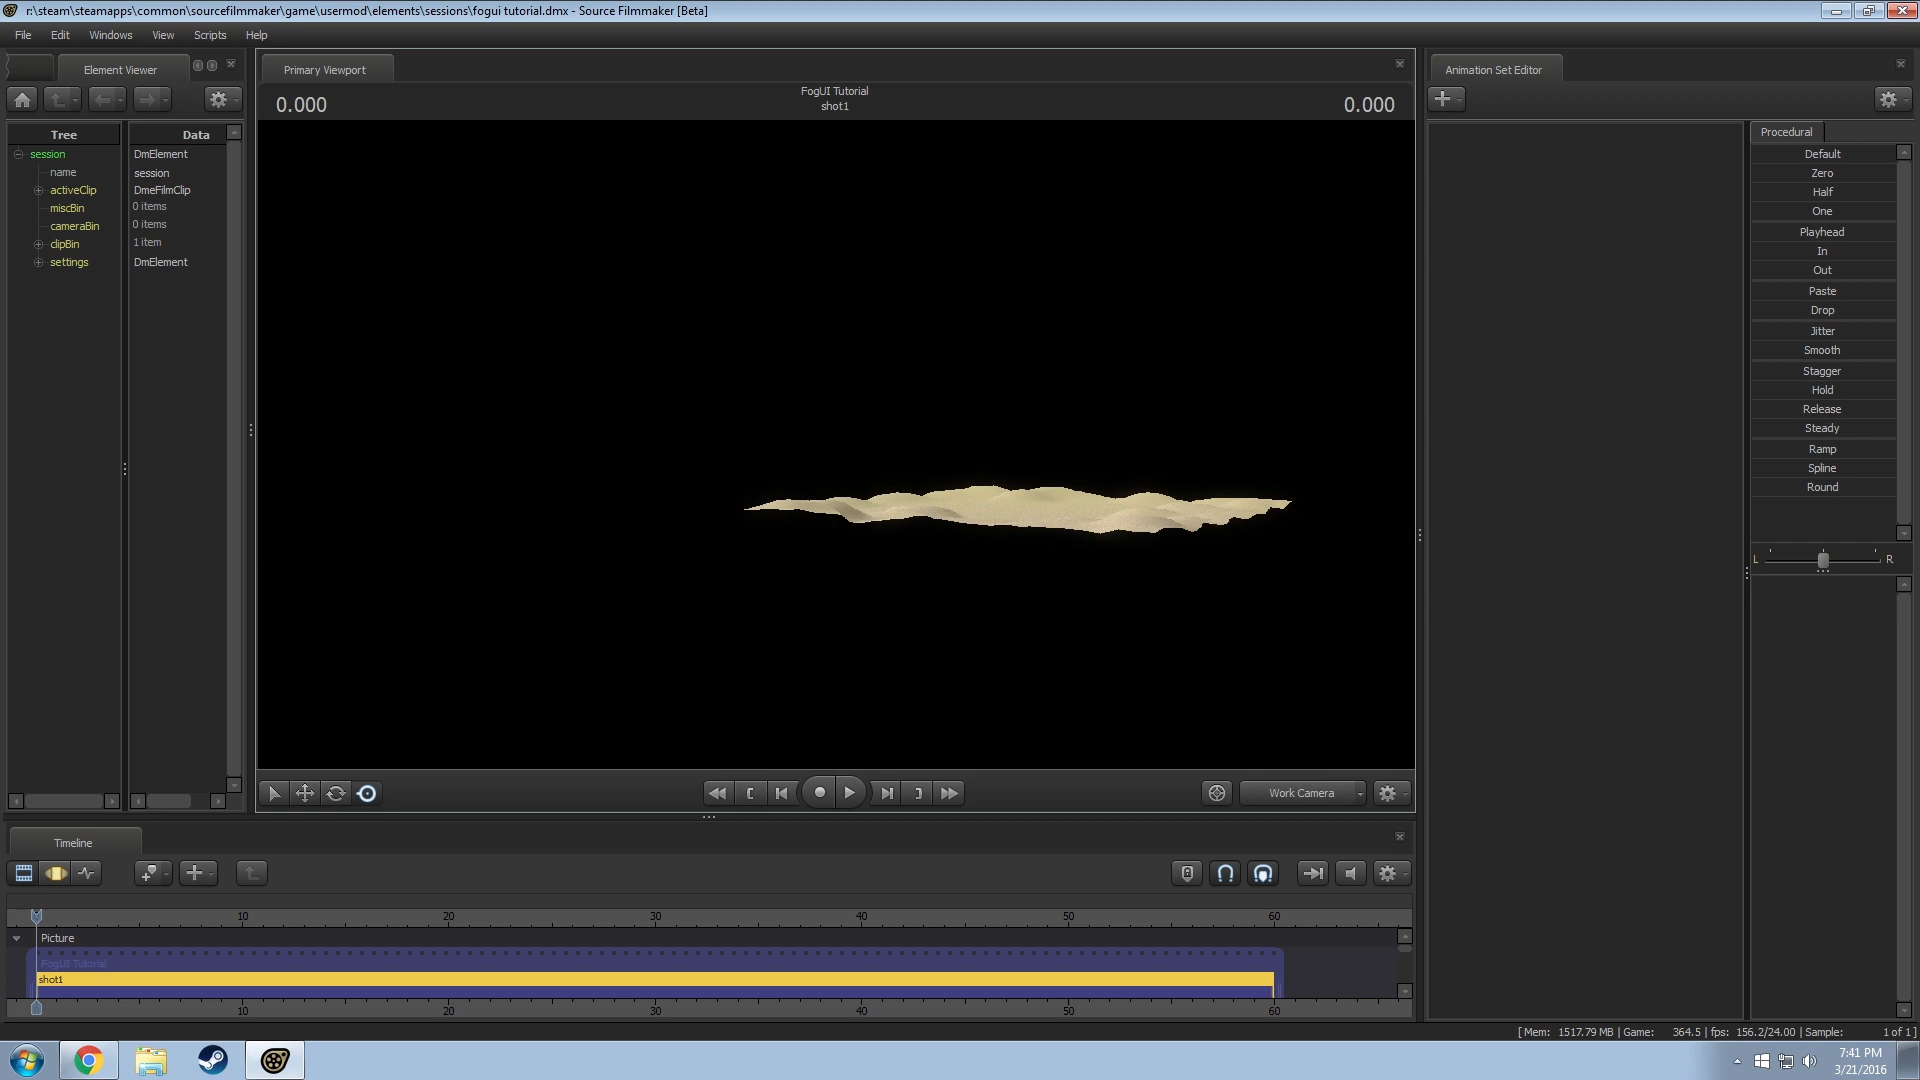 r:\steam\steamapps\common\sourcefilmmaker\game\usermod\elements\sessions\fogui tutorial.dmx - Source Filmmaker [Beta]
File Edit Windows View Scripts Help
Element Viewer
Primary Viewport
Animation Set Editor
0.000
FogUI Tutorial
shot1
0.000
Tree Data
session DmElement
name session
activeClip DmeFilmClip
miscBin 0 items
cameraBin 0 items
clipBin 1 item
settings DmElement
Procedural
Default
Zero
Half
One
Playhead
In
Out
Paste
Drop
Jitter
Smooth
Stagger
Hold
Release
Steady
Ramp
Spline
Round
L R
Work Camera
Timeline
10 20 30 40 50 60
Picture
FogUI Tutorial
shot1
10 20 30 40 50 60
[ Mem: 1517.79 MB | Game: 364.5 | fps: 156.2/24.00 | Sample: 1 of 1 ]
7:41 PM
3/21/2016